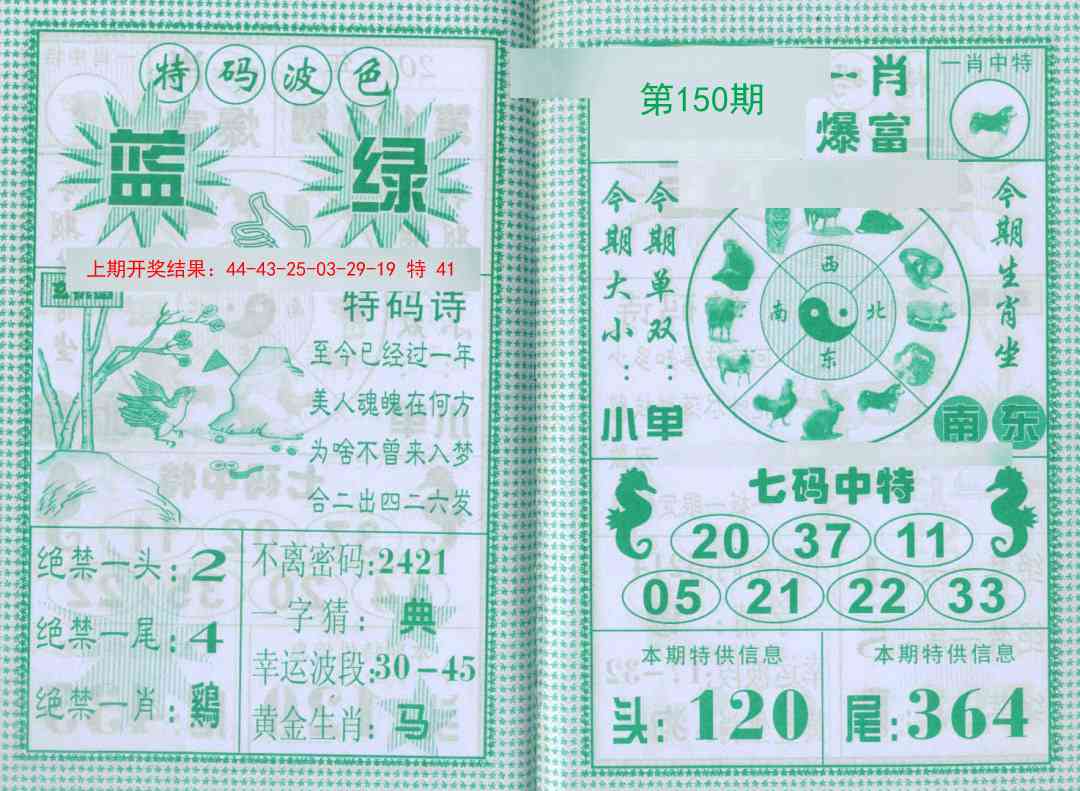 特码波色
蓝 绿
上期开奖结果：44-43-25-03-29-19 特 41
特码诗
至今已经过一年
美人魂魄在何方
为啥不曾来入梦
合二出四二六发
绝禁一头：2
绝禁一尾：4
绝禁一肖：鷄
不离密码：2421
一字猜：典
幸运波段：30-45
黄金生肖：马
第150期
一肖
爆富
一肖中特
今期大小：小
今期单双：单
西
南 北
东
今期生肖坐
南 东
七码中特
20 37 11
05 21 22 33
本期特供信息
头：120
本期特供信息
尾：364